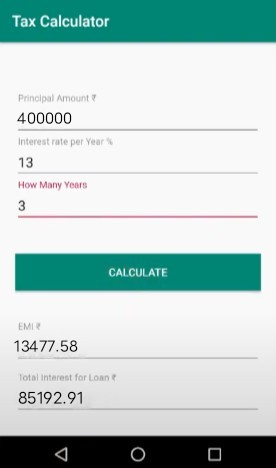 Tax Calculator
Principal Amount ₹
400000
Interest rate per Year %
13
How Many Years
3
CALCULATE
EMI ₹
13477.58
Total Interest for Loan ₹
85192.91